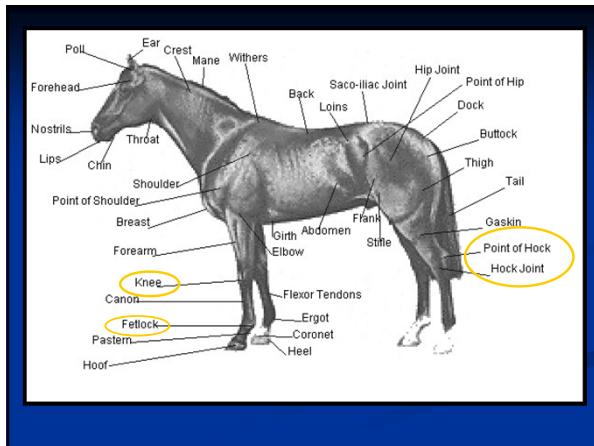 Ear
Poll
Crest
Mane
Withers
Forehead
Back
Saco-iliac Joint
Hip Joint
Point of Hip
Loins
Dock
Nostrils
Throat
Buttock
Lips
Chin
Thigh
Shoulder
Tail
Point of Shoulder
Breast
Girth
Abdomen
Flank
Gaskin
Elbow
Stifle
Forearm
Point of Hock
Hock Joint
Knee
Canon
Flexor Tendons
Fetlock
Ergot
Pastern
Coronet
Heel
Hoof